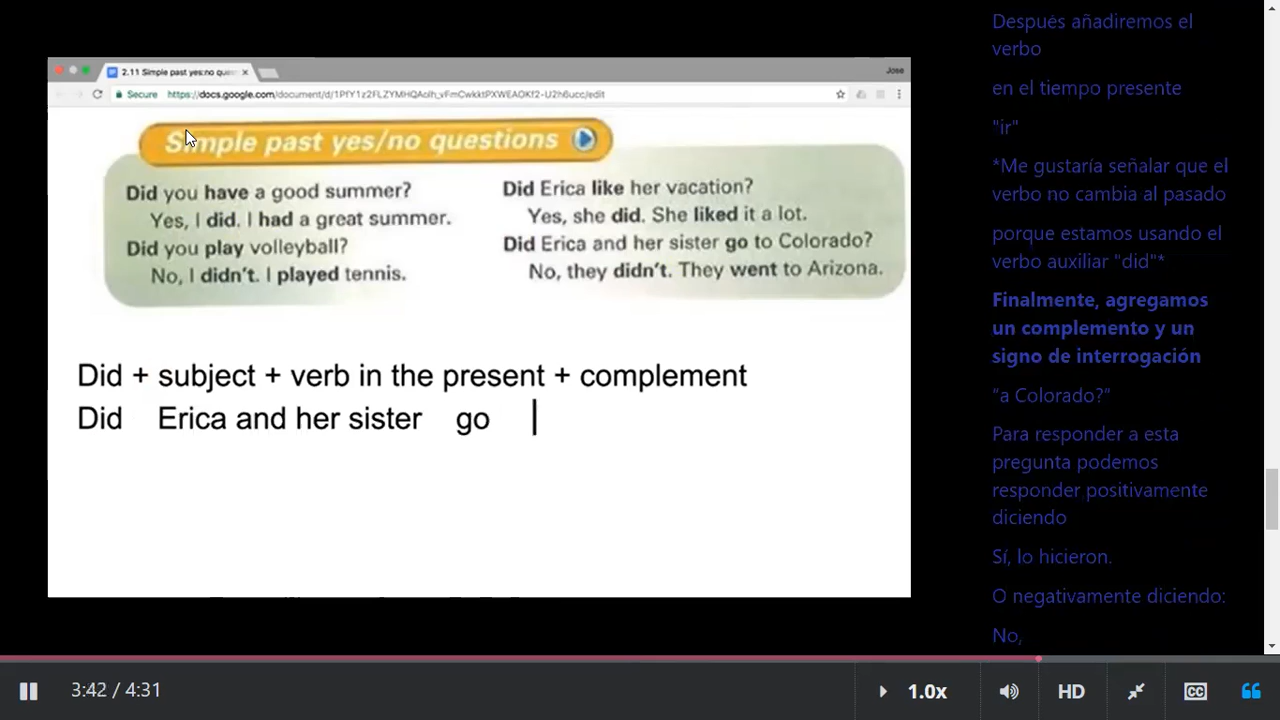 2.11 Simple past yes:no que
Jose
Secure https://docs.google.com/document/d/
Simple past yes/no questions
Did you have a good summer?
Yes, I did. I had a great summer.
Did you play volleyball?
No, I didn't. I played tennis.
Did Erica like her vacation?
Yes, she did. She liked it a lot.
Did Erica and her sister go to Colorado?
No, they didn't. They went to Arizona.
Did + subject + verb in the present + complement
Did Erica and her sister go
Después añadiremos el
verbo
en el tiempo presente
"ir"
*Me gustaría señalar que el
verbo no cambia al pasado
porque estamos usando el
verbo auxiliar "did"*
Finalmente, agregamos
un complemento y un
signo de interrogación
“a Colorado?”
Para responder a esta
pregunta podemos
responder positivamente
diciendo
Sí, lo hicieron.
O negativamente diciendo:
No,
3:42 / 4:31
1.0x
HD
CC